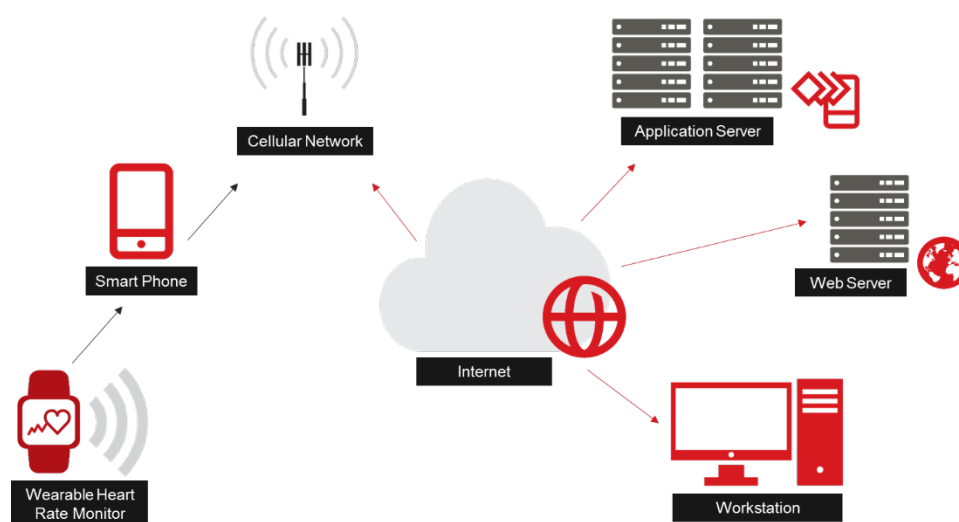 Cellular Network
Application Server
Smart Phone
Web Server
Internet
Wearable Heart
Rate Monitor
Workstation